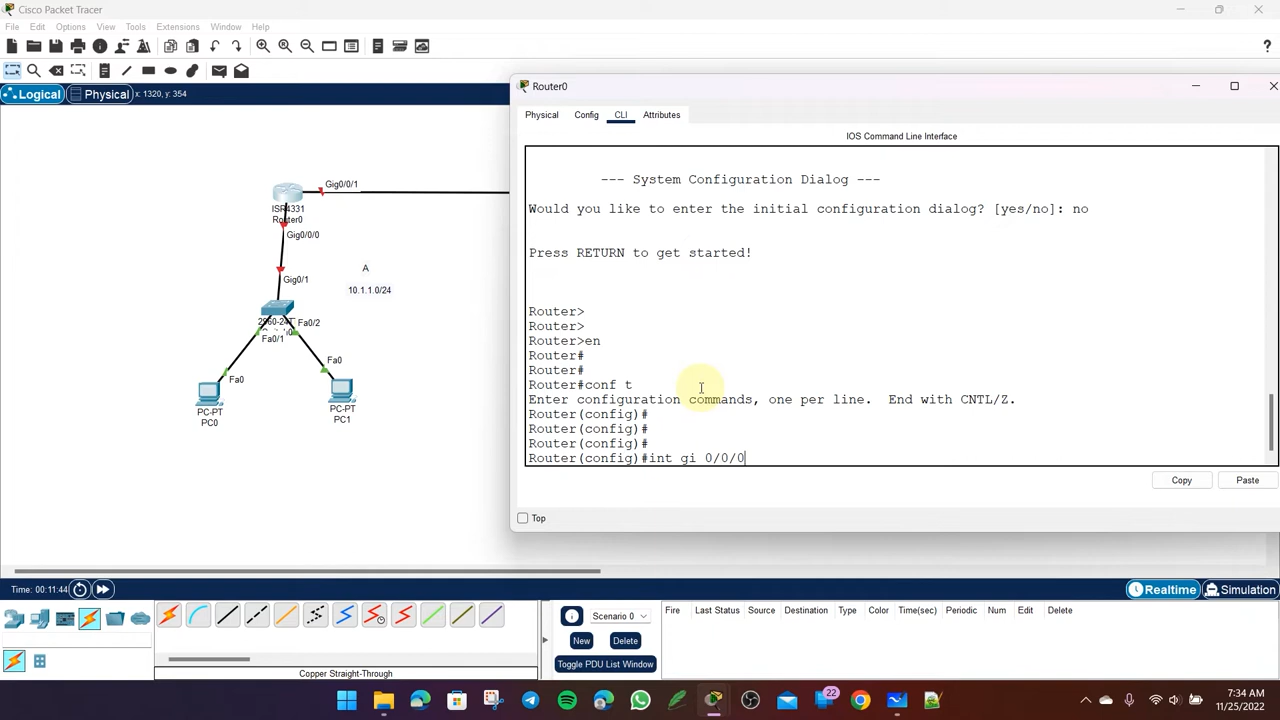 Cisco Packet Tracer
File Edit Options View Tools Extensions Window Help
Logical Physical x: 1320, y: 354
Gig0/0/1
ISR4331
Router0
Gig0/0/0
A
Gig0/1
10.1.1.0/24
Fa0/2
Fa0/1
Fa0
Fa0
PC-PT
PC0
PC-PT
PC1
Router0
Physical Config CLI Attributes
IOS Command Line Interface
--- System Configuration Dialog ---
Would you like to enter the initial configuration dialog? [yes/no]: no
Press RETURN to get started!
Router>
Router>
Router>en
Router#
Router#
Router#conf t
Enter configuration commands, one per line. End with CNTL/Z.
Router(config)#
Router(config)#
Router(config)#
Router(config)#int gi 0/0/0
Copy Paste
Top
Time: 00:11:44
Realtime Simulation
Scenario 0
New Delete
Toggle PDU List Window
Fire Last Status Source Destination Type Color Time(sec) Periodic Num Edit Delete
Copper Straight-Through
22
7:34 AM
11/25/2022